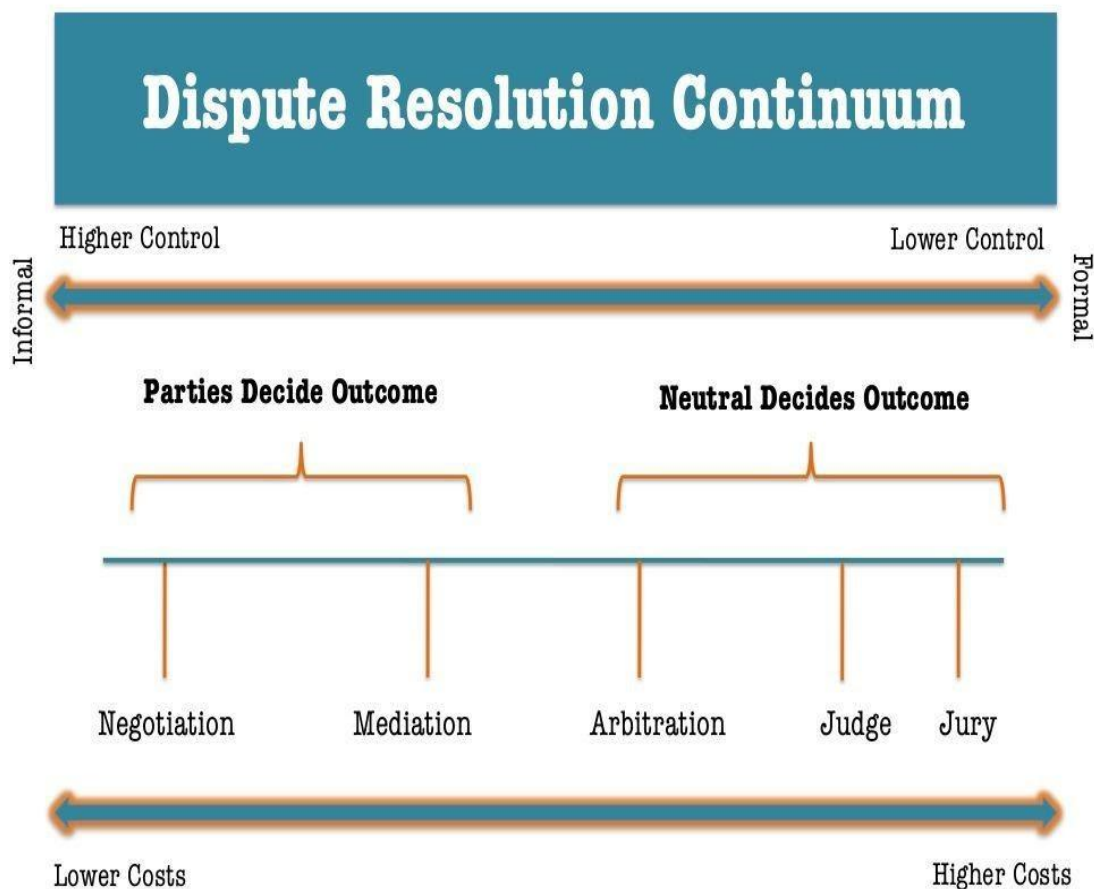 Dispute Resolution Continuum
Higher Control
Lower Control
Informal
Formal
Parties Decide Outcome
Neutral Decides Outcome
Negotiation
Mediation
Arbitration
Judge
Jury
Lower Costs
Higher Costs